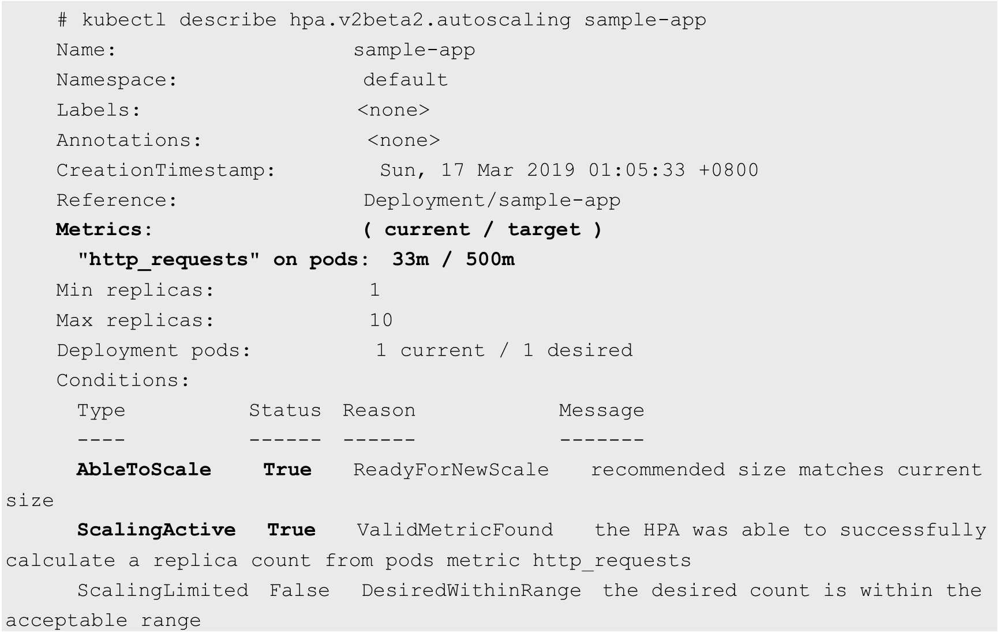 # kubectl describe hpa.v2beta2.autoscaling sample-app
Name: sample-app
Namespace: default
Labels: <none>
Annotations: <none>
CreationTimestamp: Sun, 17 Mar 2019 01:05:33 +0800
Reference: Deployment/sample-app
Metrics: ( current / target )
"http_requests" on pods: 33m / 500m
Min replicas: 1
Max replicas: 10
Deployment pods: 1 current / 1 desired
Conditions:
Type Status Reason Message
---- ------ ------ -------
AbleToScale True ReadyForNewScale recommended size matches current
size
ScalingActive True ValidMetricFound the HPA was able to successfully
calculate a replica count from pods metric http_requests
ScalingLimited False DesiredWithinRange the desired count is within the
acceptable range